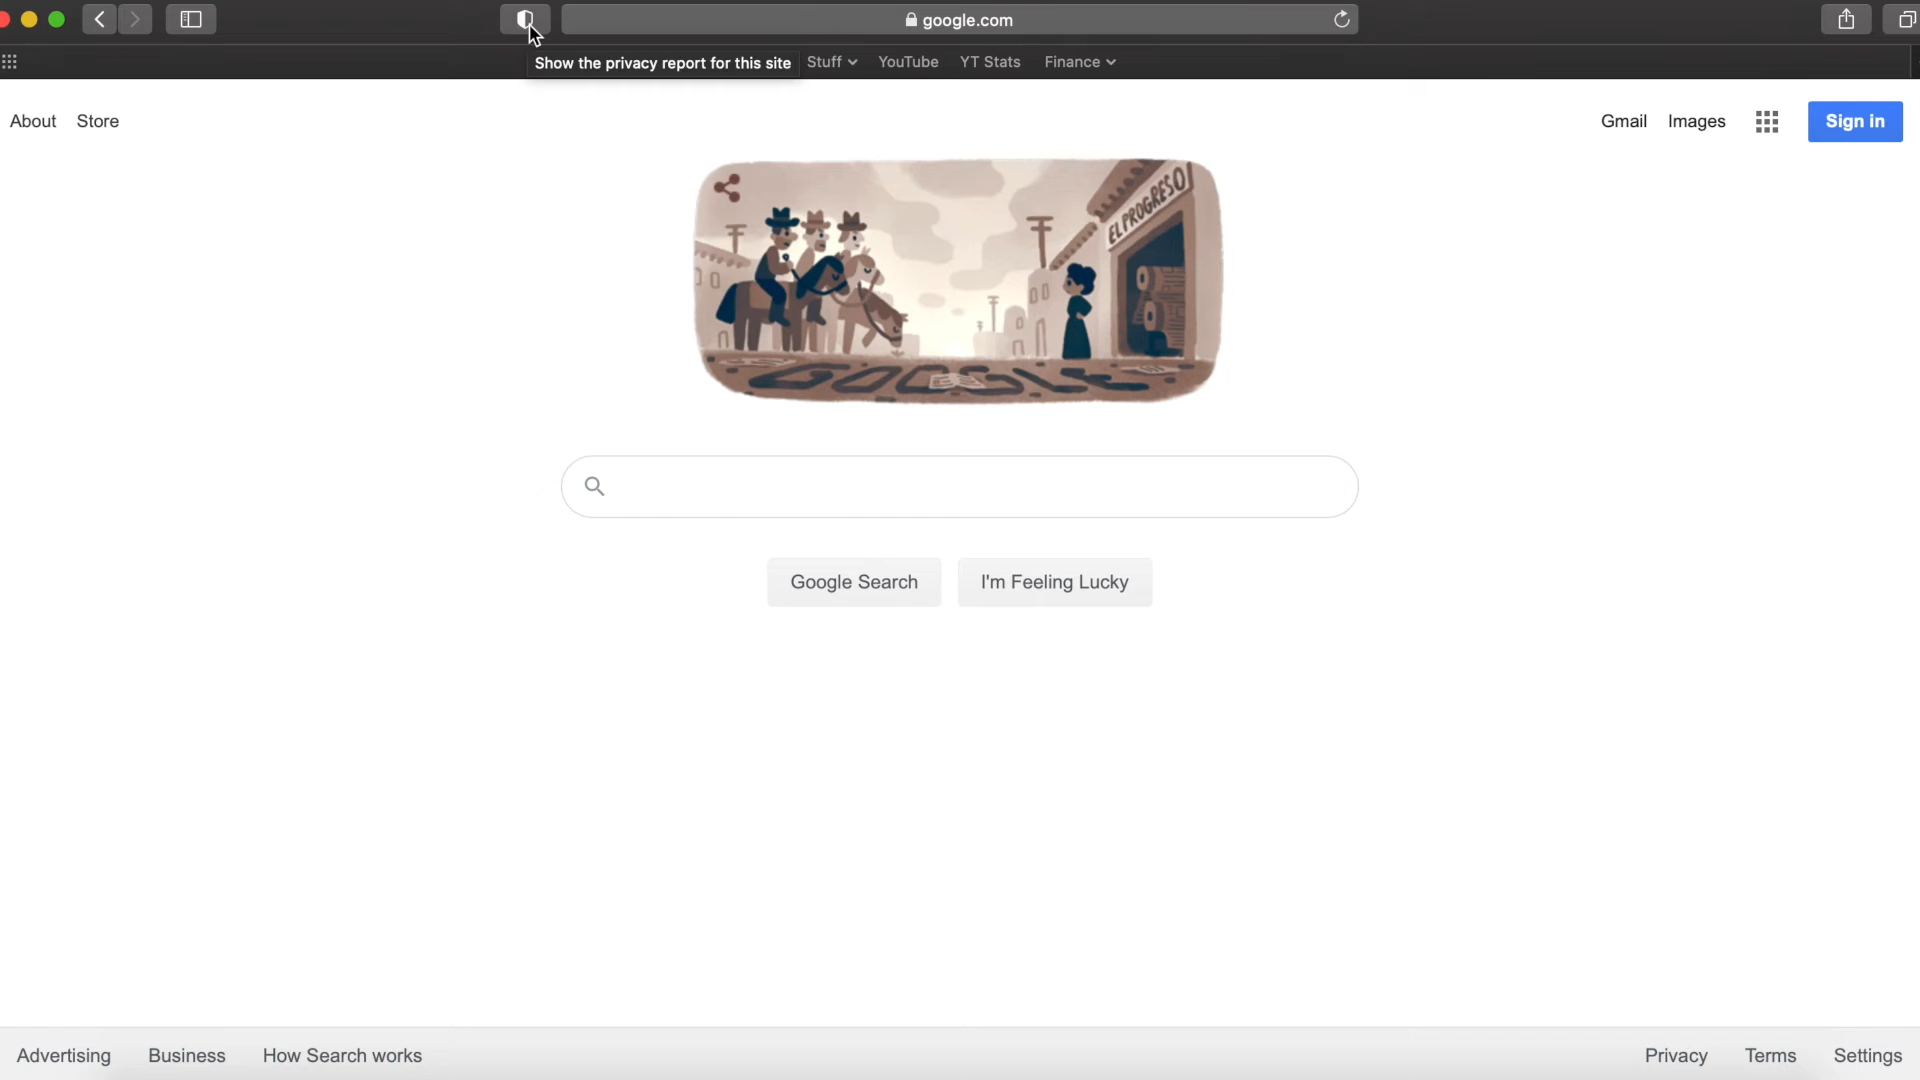 google.com
Show the privacy report for this site
Stuff YouTube YT Stats Finance
About Store
Gmail Images Sign in
EL PROGRESO
GOOGLE
Google Search I'm Feeling Lucky
Advertising Business How Search works
Privacy Terms Settings